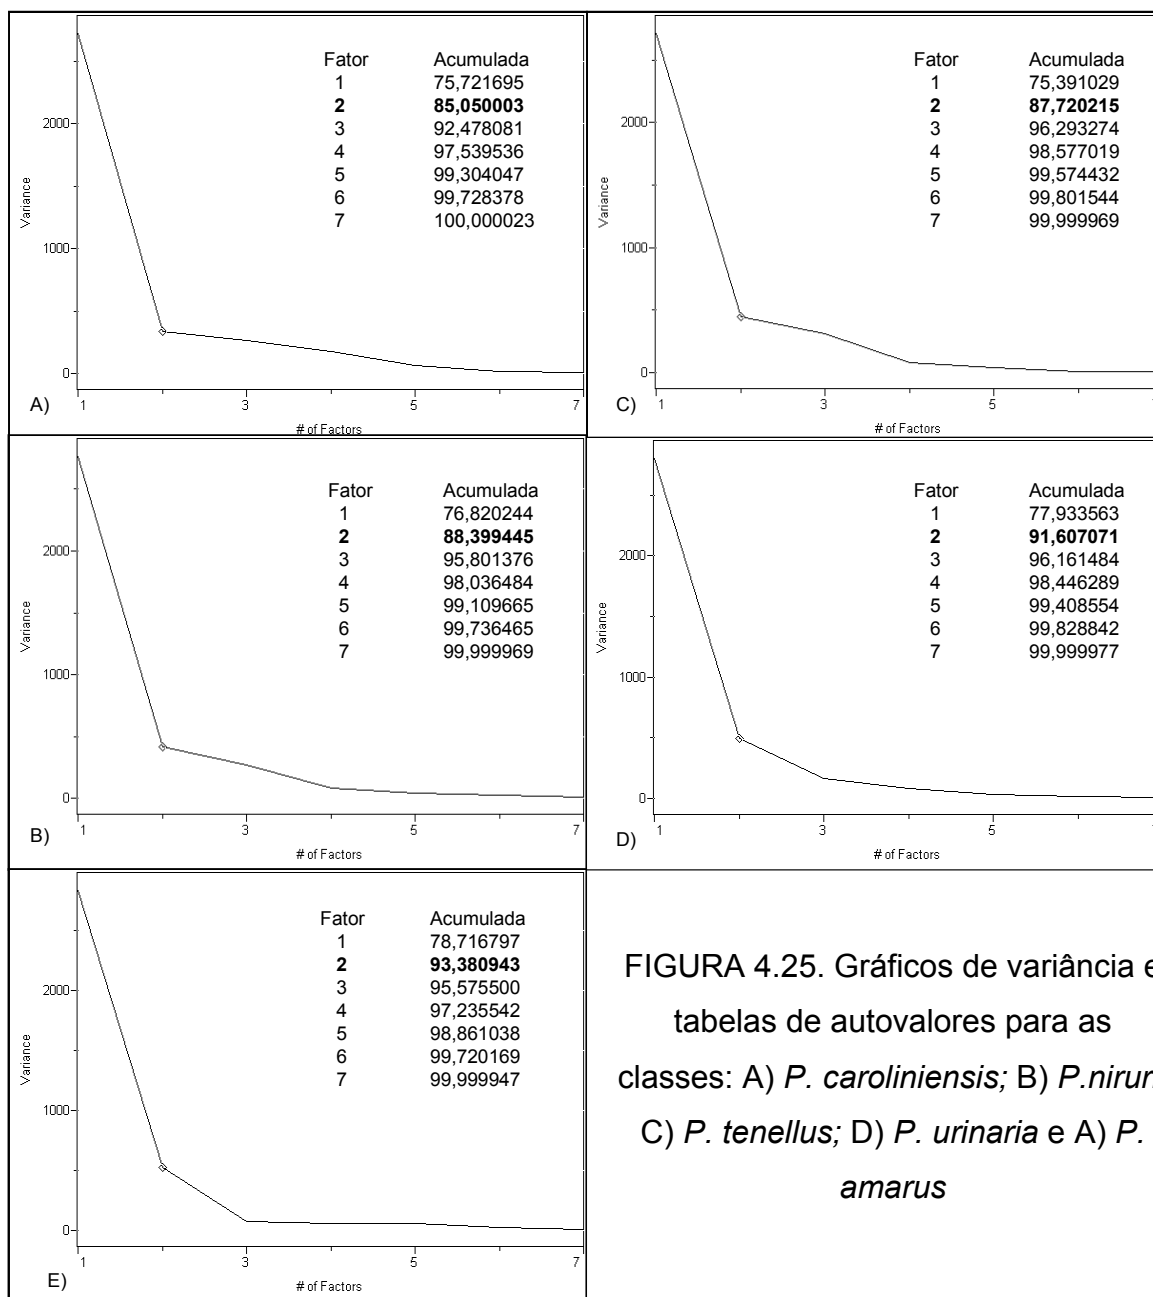 Fator Acumulada
1 75,721695
2 85,050003
3 92,478081
4 97,539536
5 99,304047
6 99,728378
7 100,000023
2000
1000
0
Variance
1 3 5 7
# of Factors
A)
Fator Acumulada
1 75,391029
2 87,720215
3 96,293274
4 98,577019
5 99,574432
6 99,801544
7 99,999969
2000
1000
0
Variance
1 3 5
# of Factors
C)
Fator Acumulada
1 76,820244
2 88,399445
3 95,801376
4 98,036484
5 99,109665
6 99,736465
7 99,999969
2000
1000
0
Variance
1 3 5 7
# of Factors
B)
Fator Acumulada
1 77,933563
2 91,607071
3 96,161484
4 98,446289
5 99,408554
6 99,828842
7 99,999977
2000
1000
0
Variance
1 3 5
# of Factors
D)
Fator Acumulada
1 78,716797
2 93,380943
3 95,575500
4 97,235542
5 98,861038
6 99,720169
7 99,999947
2000
1000
0
Variance
1 3 5 7
# of Factors
E)
FIGURA 4.25. Gráficos de variância e
tabelas de autovalores para as
classes: A) P. caroliniensis; B)
C) P. tenellus; D) P. urinaria e A) P.
amarus